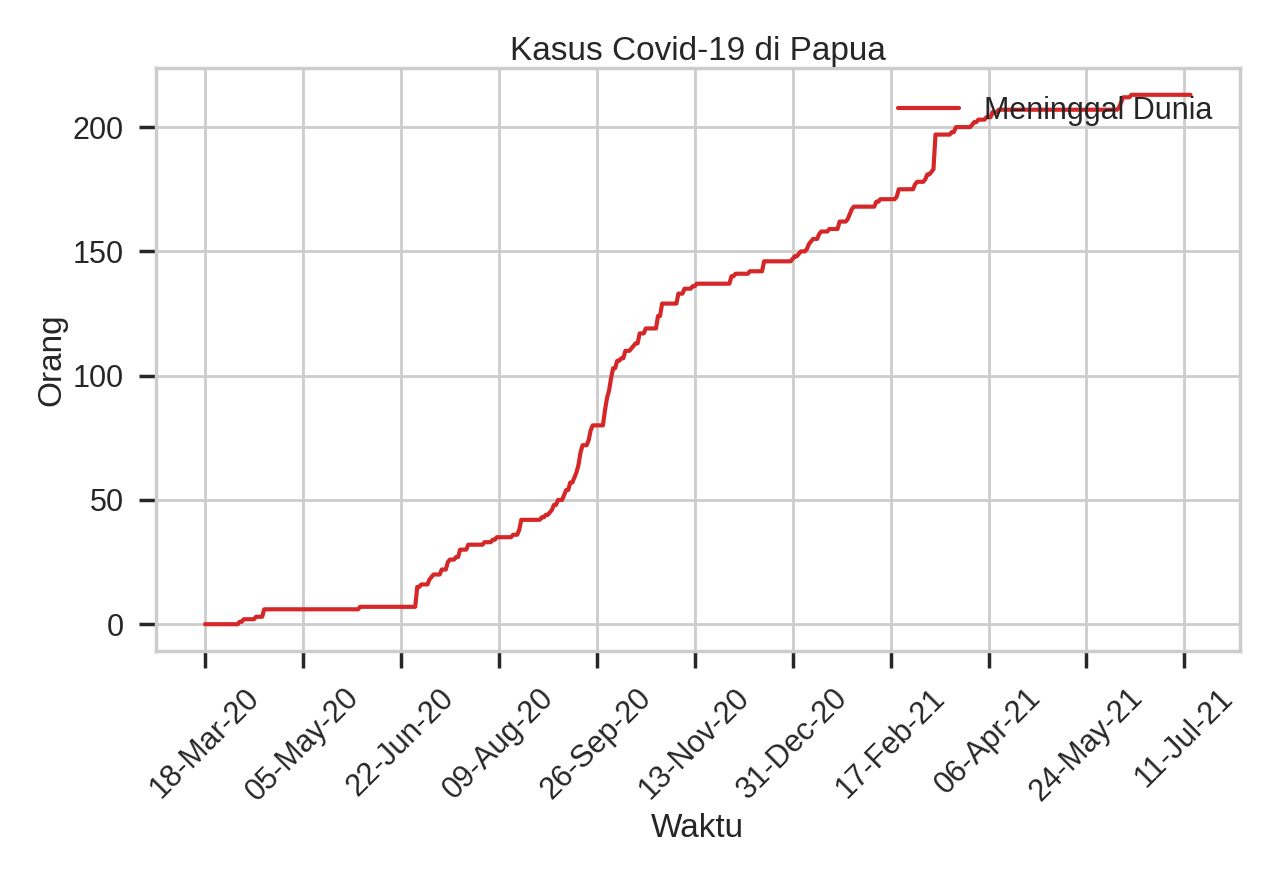 Kasus Covid-19 di Papua
Meninggal Dunia
200
150
100
50
0
Orang
18-Mar-20
05-May-20
22-Jun-20
09-Aug-20
26-Sep-20
13-Nov-20
31-Dec-20
17-Feb-21
06-Apr-21
24-May-21
11-Jul-21
Waktu